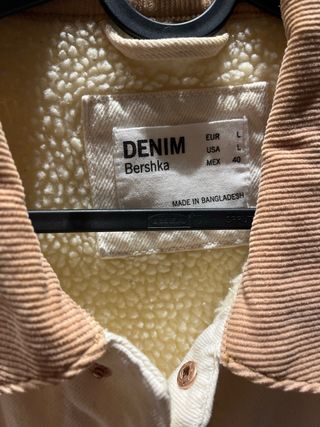 DENIM
Bershka
EUR L
USA L
MEX 40
MADE IN BANGLADESH